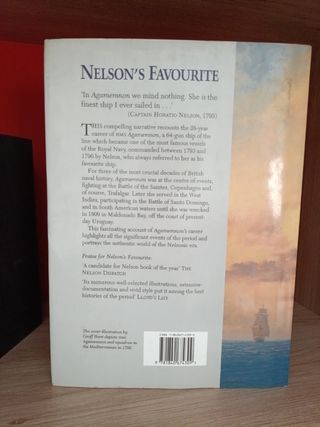 NELSON'S FAVOURITE
'In Agamemnon we mind nothing. She is the
finest ship I ever sailed in . . .'
(CAPTAIN HORATIO NELSON, 1795)
THIS compelling narrative recounts the 28-year
career of HMS Agamemnon, a 64-gun ship of the
line which became one of the most famous vessels
of the Royal Navy, commanded between 1793 and
1796 by Nelson, who always referred to her as his
favourite ship.
For three of the most crucial decades of British
naval history, Agamemnon was at the centre of events,
fighting at the Battle of the Saintes, Copenhagen and,
of course, Trafalgar. Later she served in the West
Indies, participating in the Battle of Santo Domingo,
and in South American waters until she was wrecked
in 1809 in Maldonado Bay, off the coast of present-
day Uruguay.
This fascinating account of Agamemnon's career
highlights all the significant events of the period and
portrays the authentic world of the Nelsonic era.
Praise for Nelson's Favourite:
'A candidate for Nelson book of the year' THE
NELSON DISPATCH
'Its numerous well-selected illustrations, extensive
documentation and vivid style put it among the best
histories of the period' LLOYD'S LIST
The cover illustration by
Geoff Hunt depicts HMS
Agamemnon and squadron in
the Mediterranean in 1796